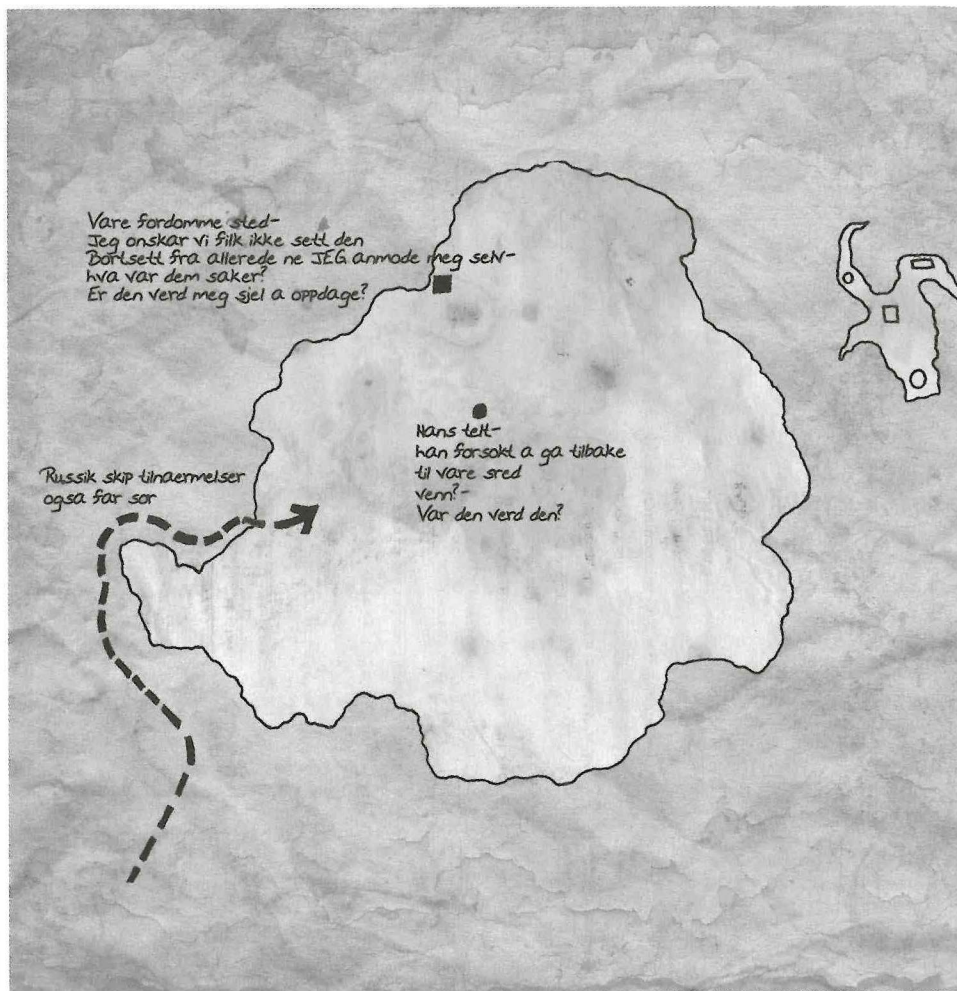 Vare fordomme sted-
Jeg onskar vi filk ikke sett den
Bortsett fra allerede ne JEG anmode meg seN-
hva var dem saker?
Er den verd meg sjel a oppdage?
Hans telt-
han forsokt a ga tilbake
til vare sred
venn?-
Var den verd den?
Russik skip tilnaermelser
ogsa far sor